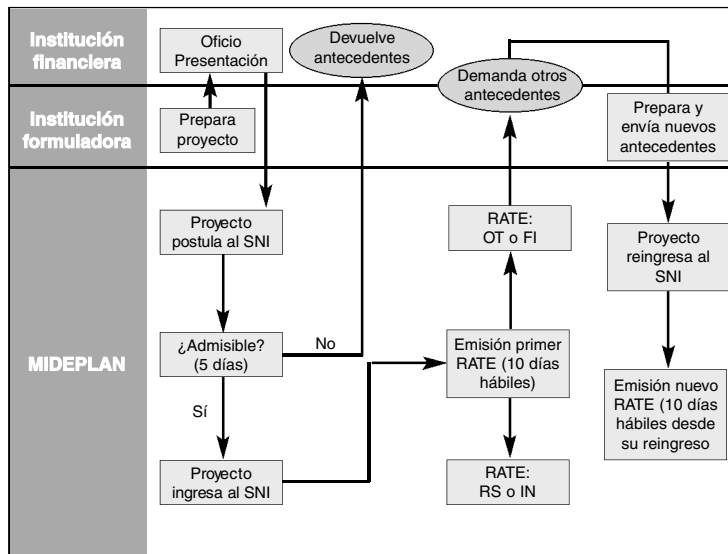 Institución
financiera
Oficio
Presentación
Devuelve
antecedentes
Demanda otros
antecedentes
Institución
formuladora
Prepara
proyecto
Prepara y
envía nuevos
antecedentes
MIDEPLAN
Proyecto
postula al SNI
RATE:
OT o FI
Proyecto
reingresa al
SNI
¿Admisible?
(5 días)
No
Emisión primer
RATE (10 días
hábiles)
Emisión nuevo
RATE (10 días
hábiles desde
su reingreso
Sí
Proyecto
ingresa al SNI
RATE:
RS o IN